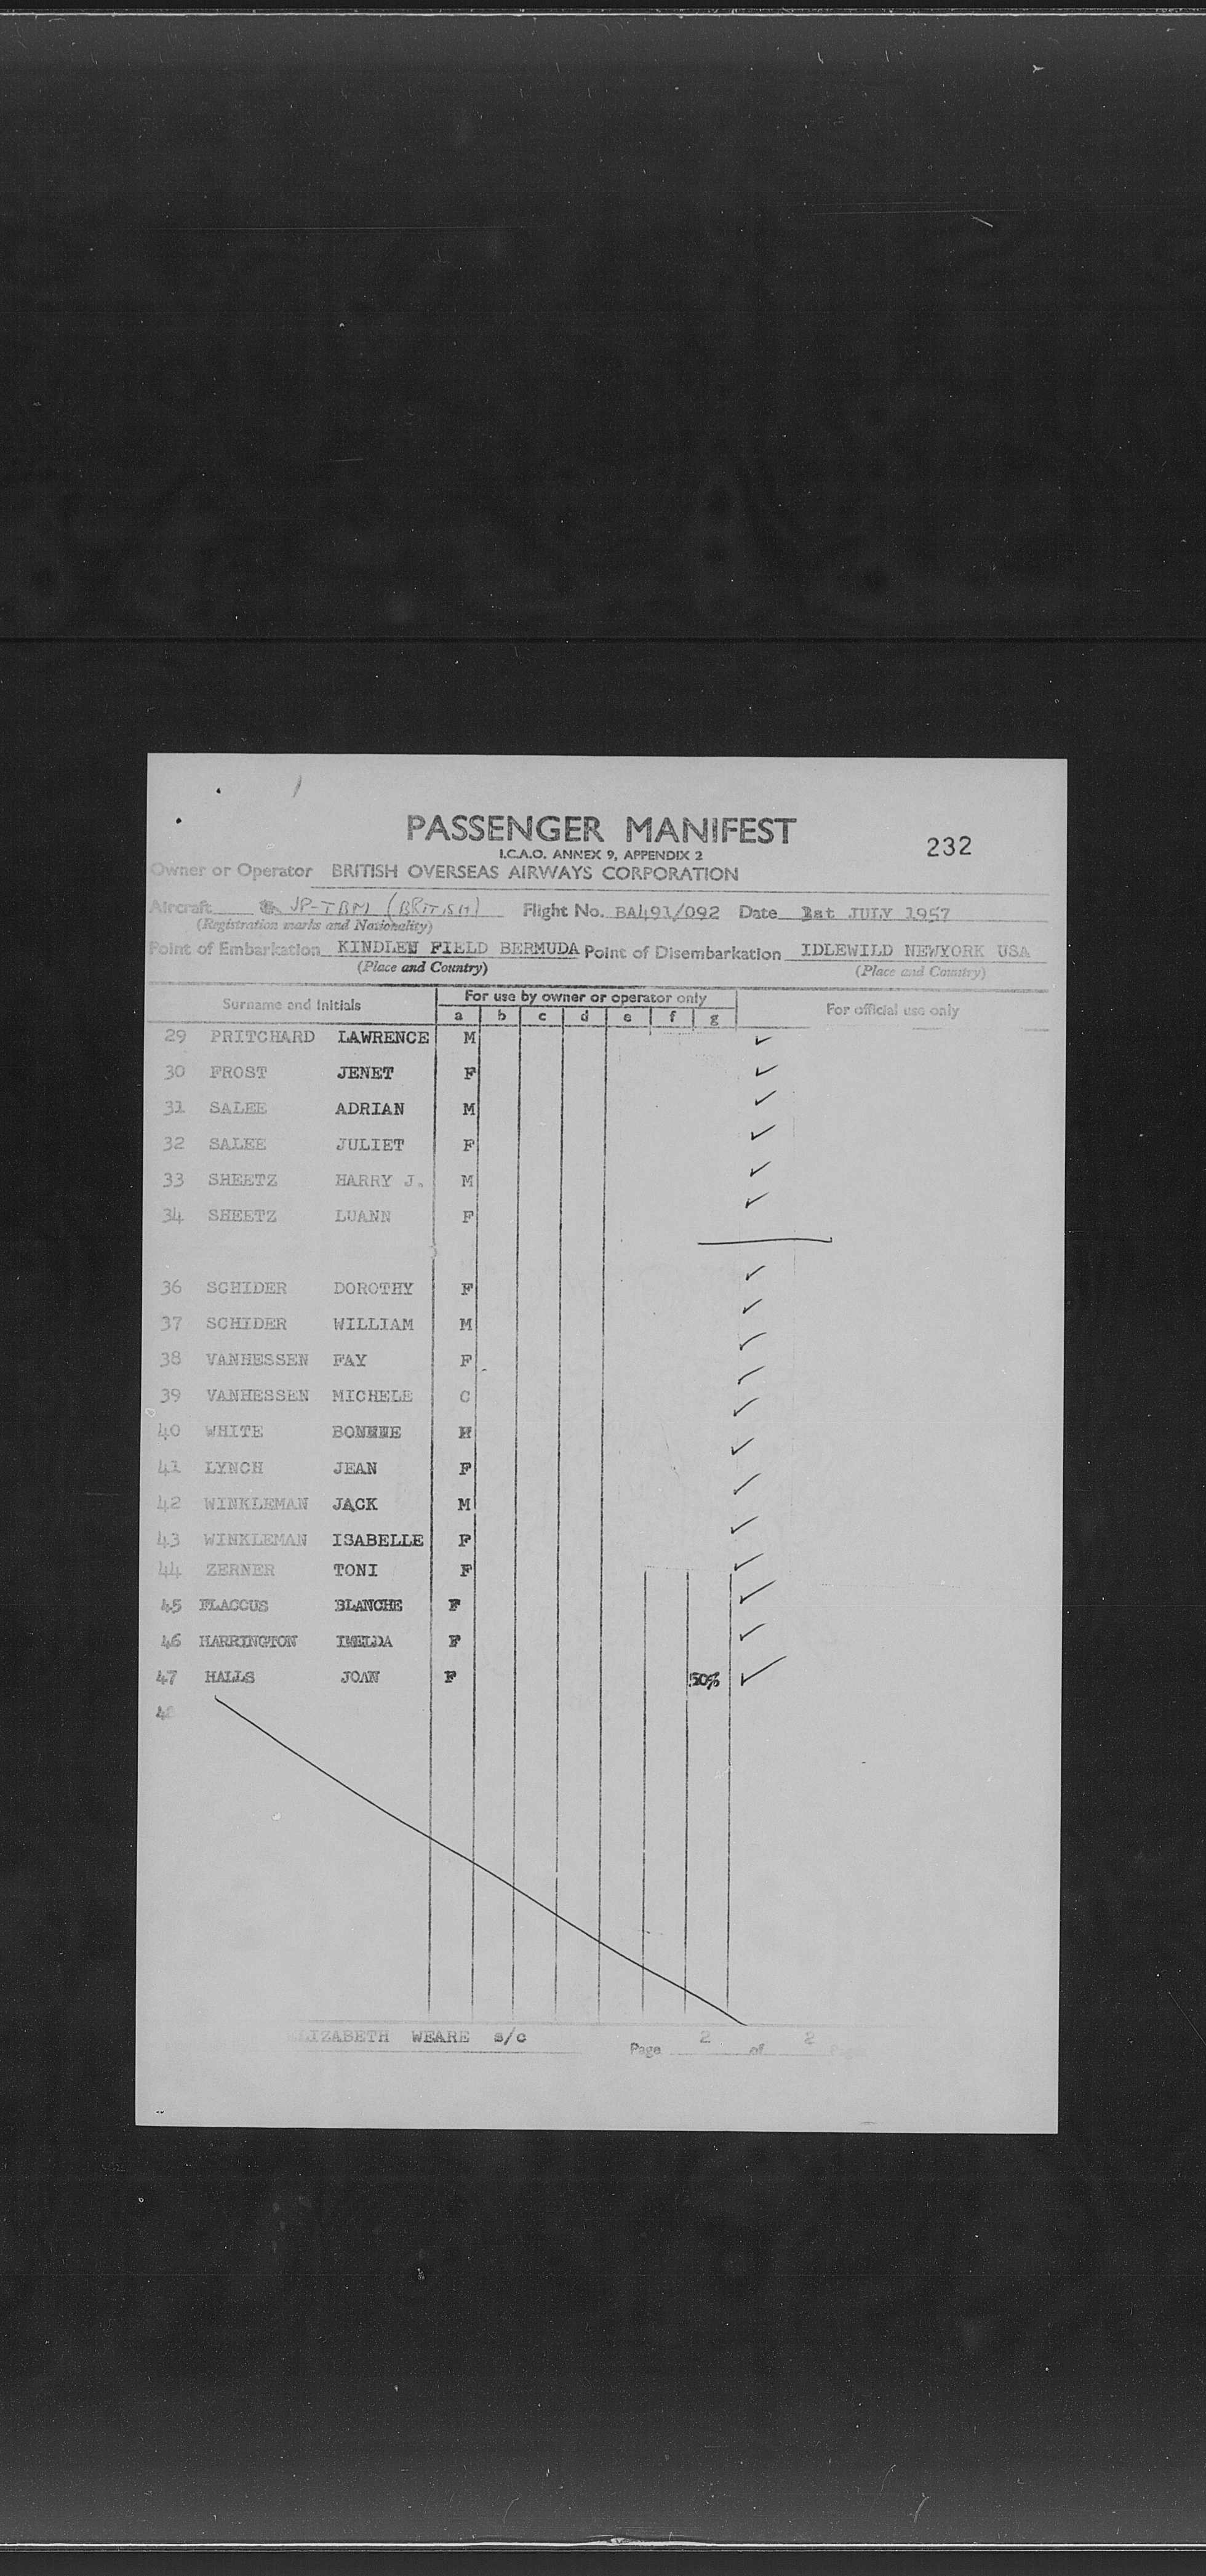 PASSENGER MANIFEST
232
I.C.A.O. ANNEX 9, APPENDIX 2
Owner or Operator BRITISH OVERSEAS AIRWAYS CORPORATION
Aircraft JP-TBM (BRITISH) Flight No. BA491/092 Date 1st JULY 1957
(Registration marks and Nationality)
Point of Embarkation KINDLEW FIELD BERMUDA Point of Disembarkation IDLEWILD NEWYORK USA
(Place and Country) (Place and Country)
Surname and Initials For use by owner or operator only For official use only
a b c d e f g
29 PRITCHARD LAWRENCE M
30 FROST JENET F
31 SALEE ADRIAN M
32 SALEE JULIET F
33 SHEETZ HARRY J. M
34 SHEETZ LUANN F
36 SCHIDER DOROTHY F
37 SCHIDER WILLIAM M
38 VANHESSEN FAY F
39 VANHESSEN MICHELE C
40 WHITE
41 LYNCH JEAN F
42 WINKLEMAN JACK M
43 WINKLEMAN ISABELLE F
44 ZERNER TONI F
45 FLACCUS BLANCHE F
46 HARRINGTON IMELDA F
47 HALLS JOAN F 50%
48
ELIZABETH WEARE s/c Page 2 of 2